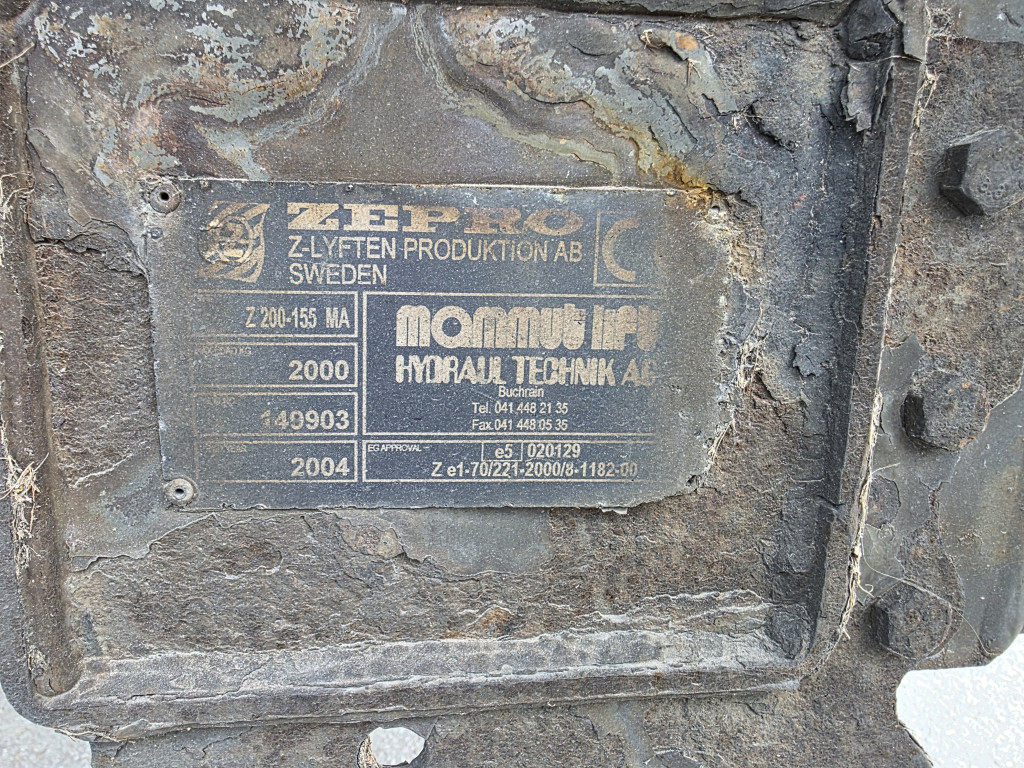 ZEPRO
Z-LYFTEN PRODUKTION AB
SWEDEN
Z 200-155 MA
2000
149903
2004
mammut lift
HYDRAUL TECHNIK AG
Buchrain
Tel. 041 448 21 35
Fax.041 448 05 35
EG APPROVAL
e5 020129
Z e1-70/221-2000/8-1182-00